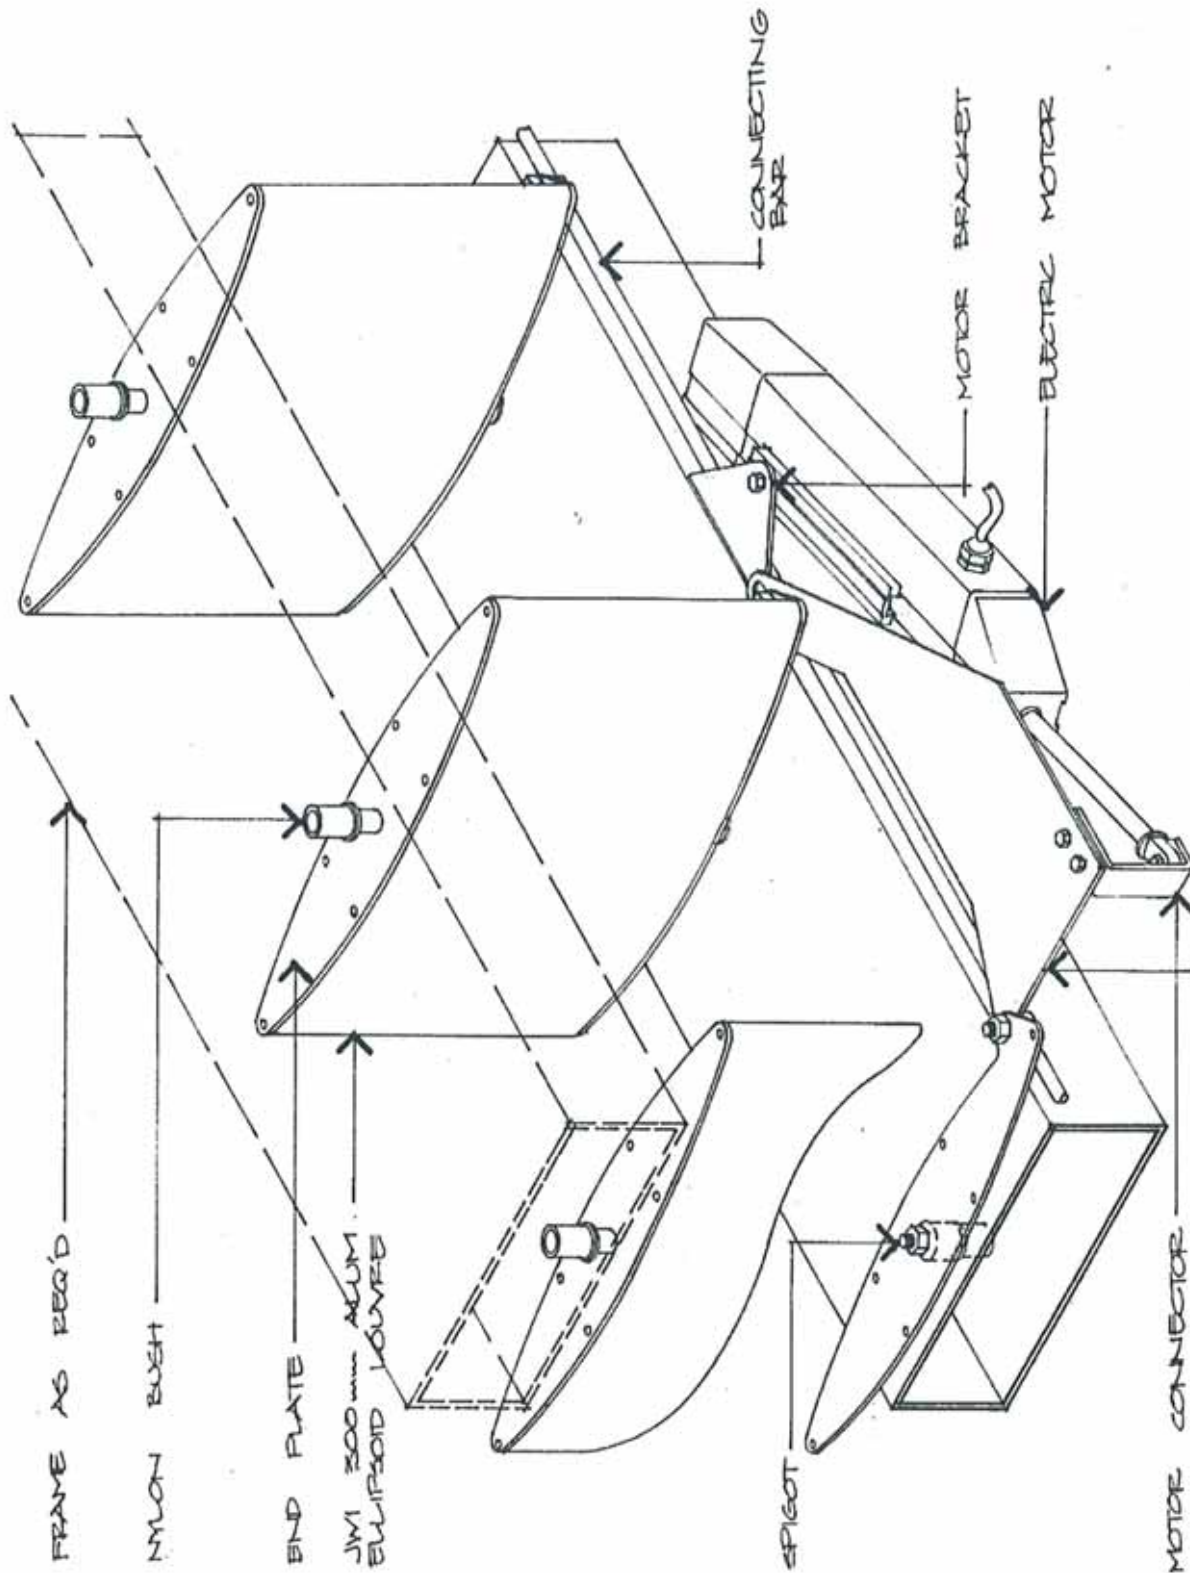 FRAME AS REQ'D
NYLON BUSH
END PLATE
JWI 300mm ALUM.
ELLIPSOID LOUVRE
SPIGOT
MOTOR CONNECTOR
CONNECTING
BAR
MOTOR BRACKET
ELECTRIC MOTOR